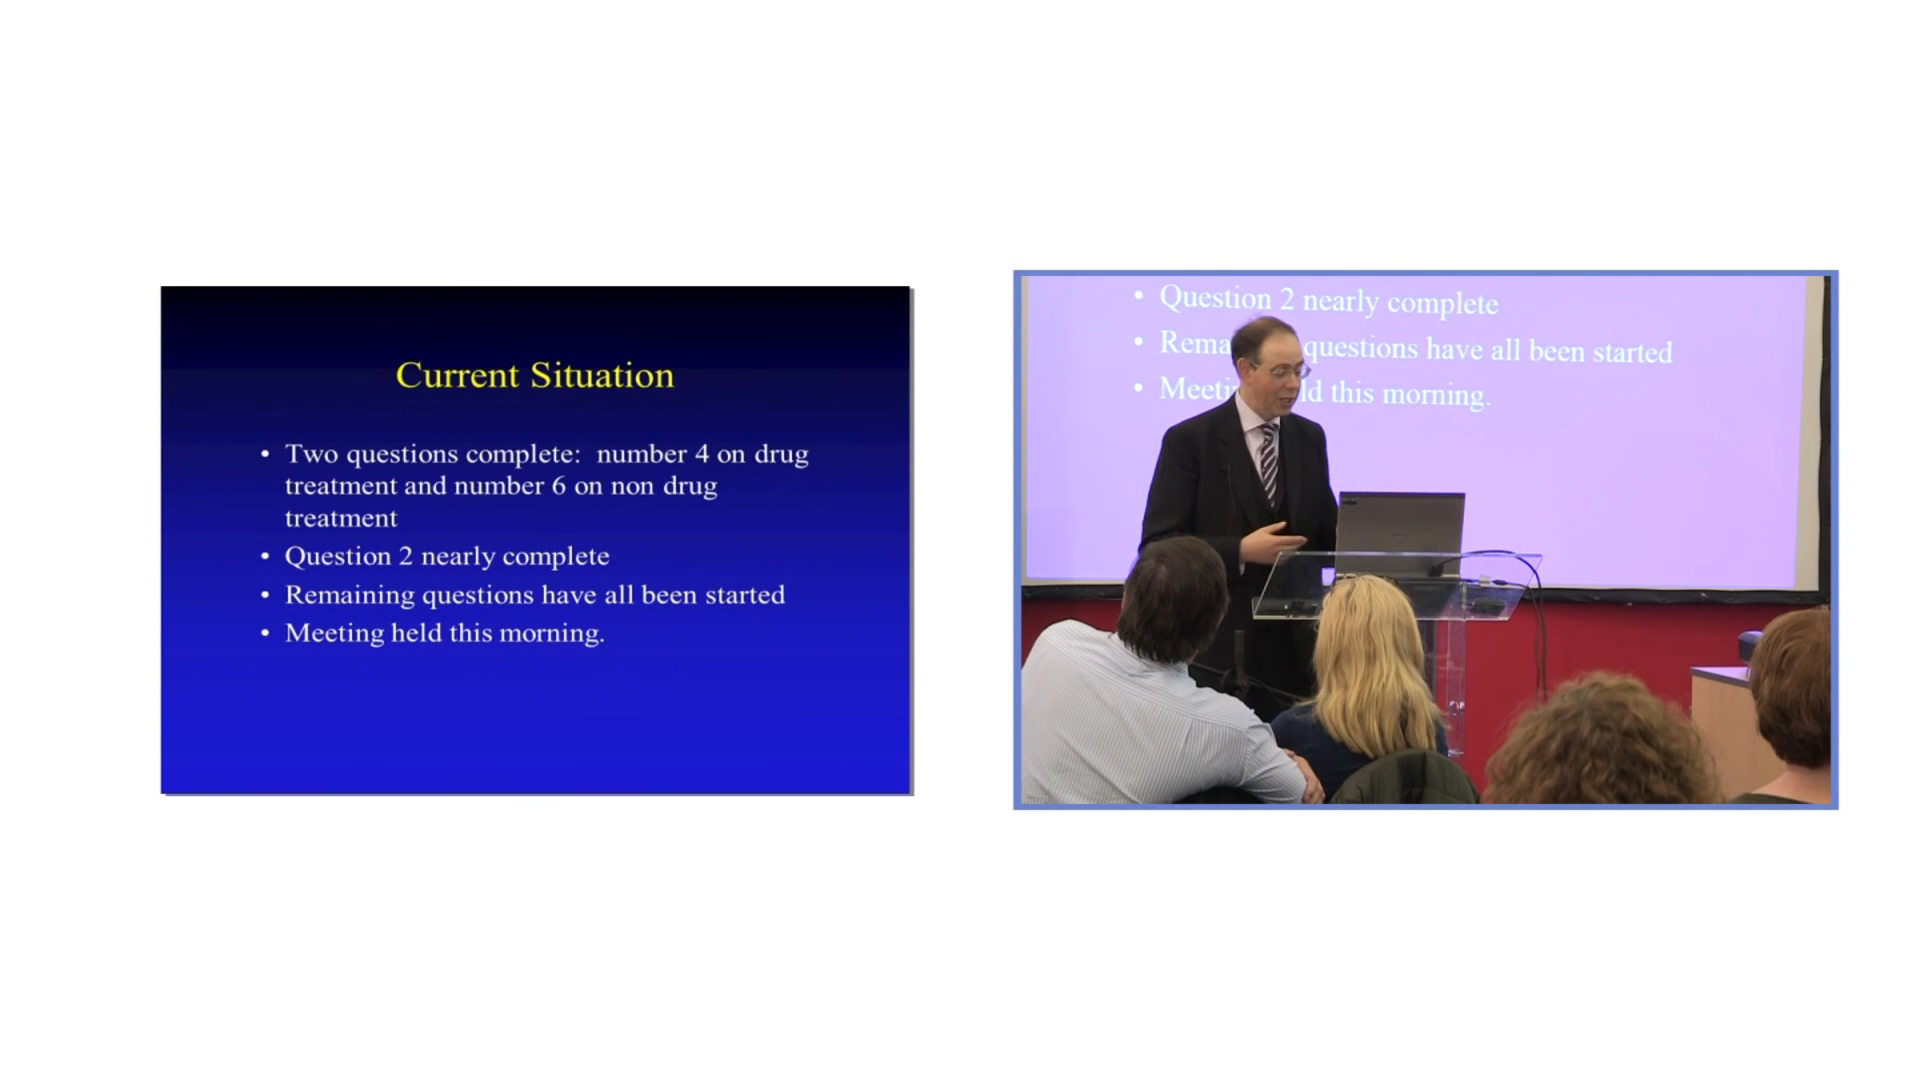 Current Situation
• Two questions complete:  number 4 on drug
treatment and number 6 on non drug
treatment
• Question 2 nearly complete
• Remaining questions have all been started
• Meeting held this morning.
• Question 2 nearly complete
• Rema questions have all been started
• Meeti ld this morning.